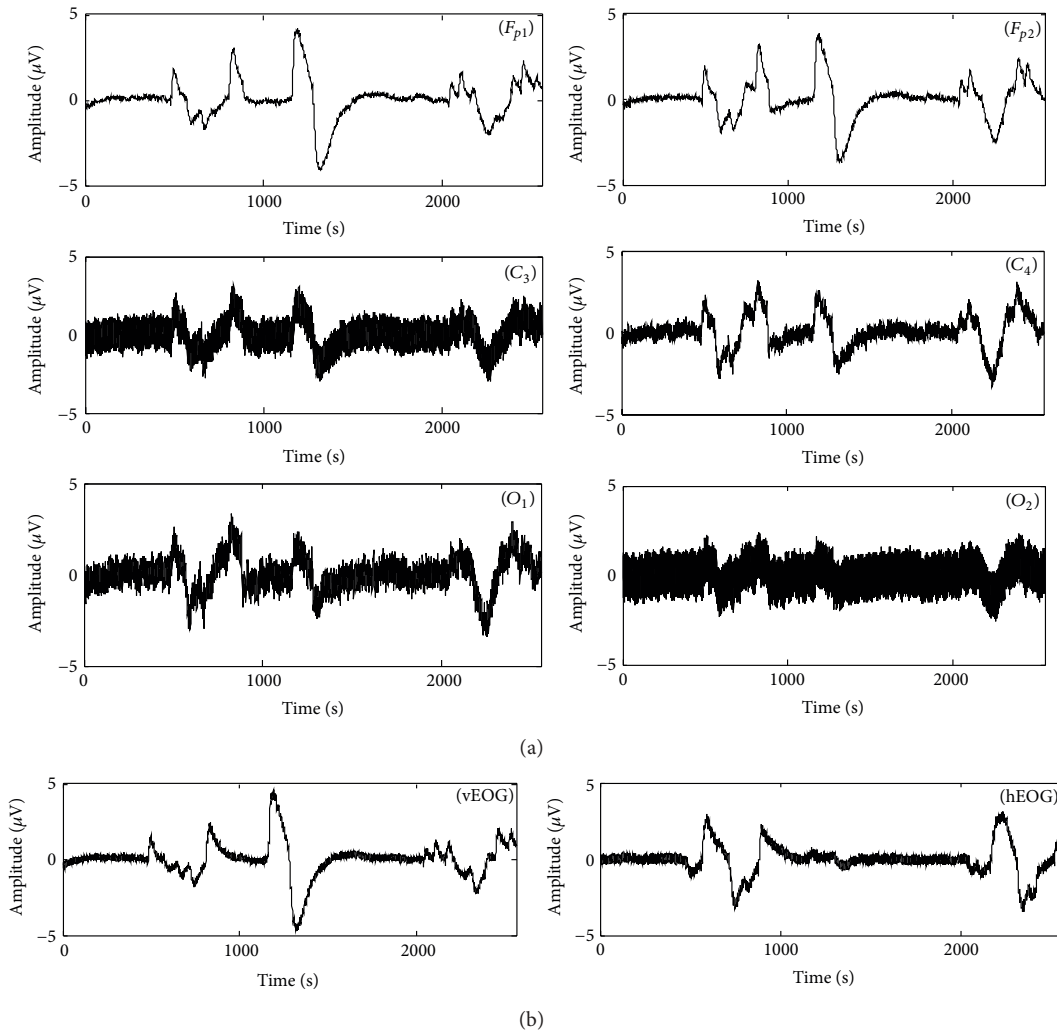 (Fp1)
5
0
−5
Amplitude (μV)
0 1000 2000
Time (s)
(Fp2)
5
0
−5
Amplitude (μV)
0 1000 2000
Time (s)
(C3)
5
0
−5
Amplitude (μV)
0 1000 2000
Time (s)
(C4)
5
0
−5
Amplitude (μV)
0 1000 2000
Time (s)
(O1)
5
0
−5
Amplitude (μV)
0 1000 2000
Time (s)
(O2)
5
0
−5
Amplitude (μV)
0 1000 2000
Time (s)
(a)
(vEOG)
5
0
−5
Amplitude (μV)
0 1000 2000
Time (s)
(hEOG)
5
0
−5
Amplitude (μV)
0 1000 2000
Time (s)
(b)